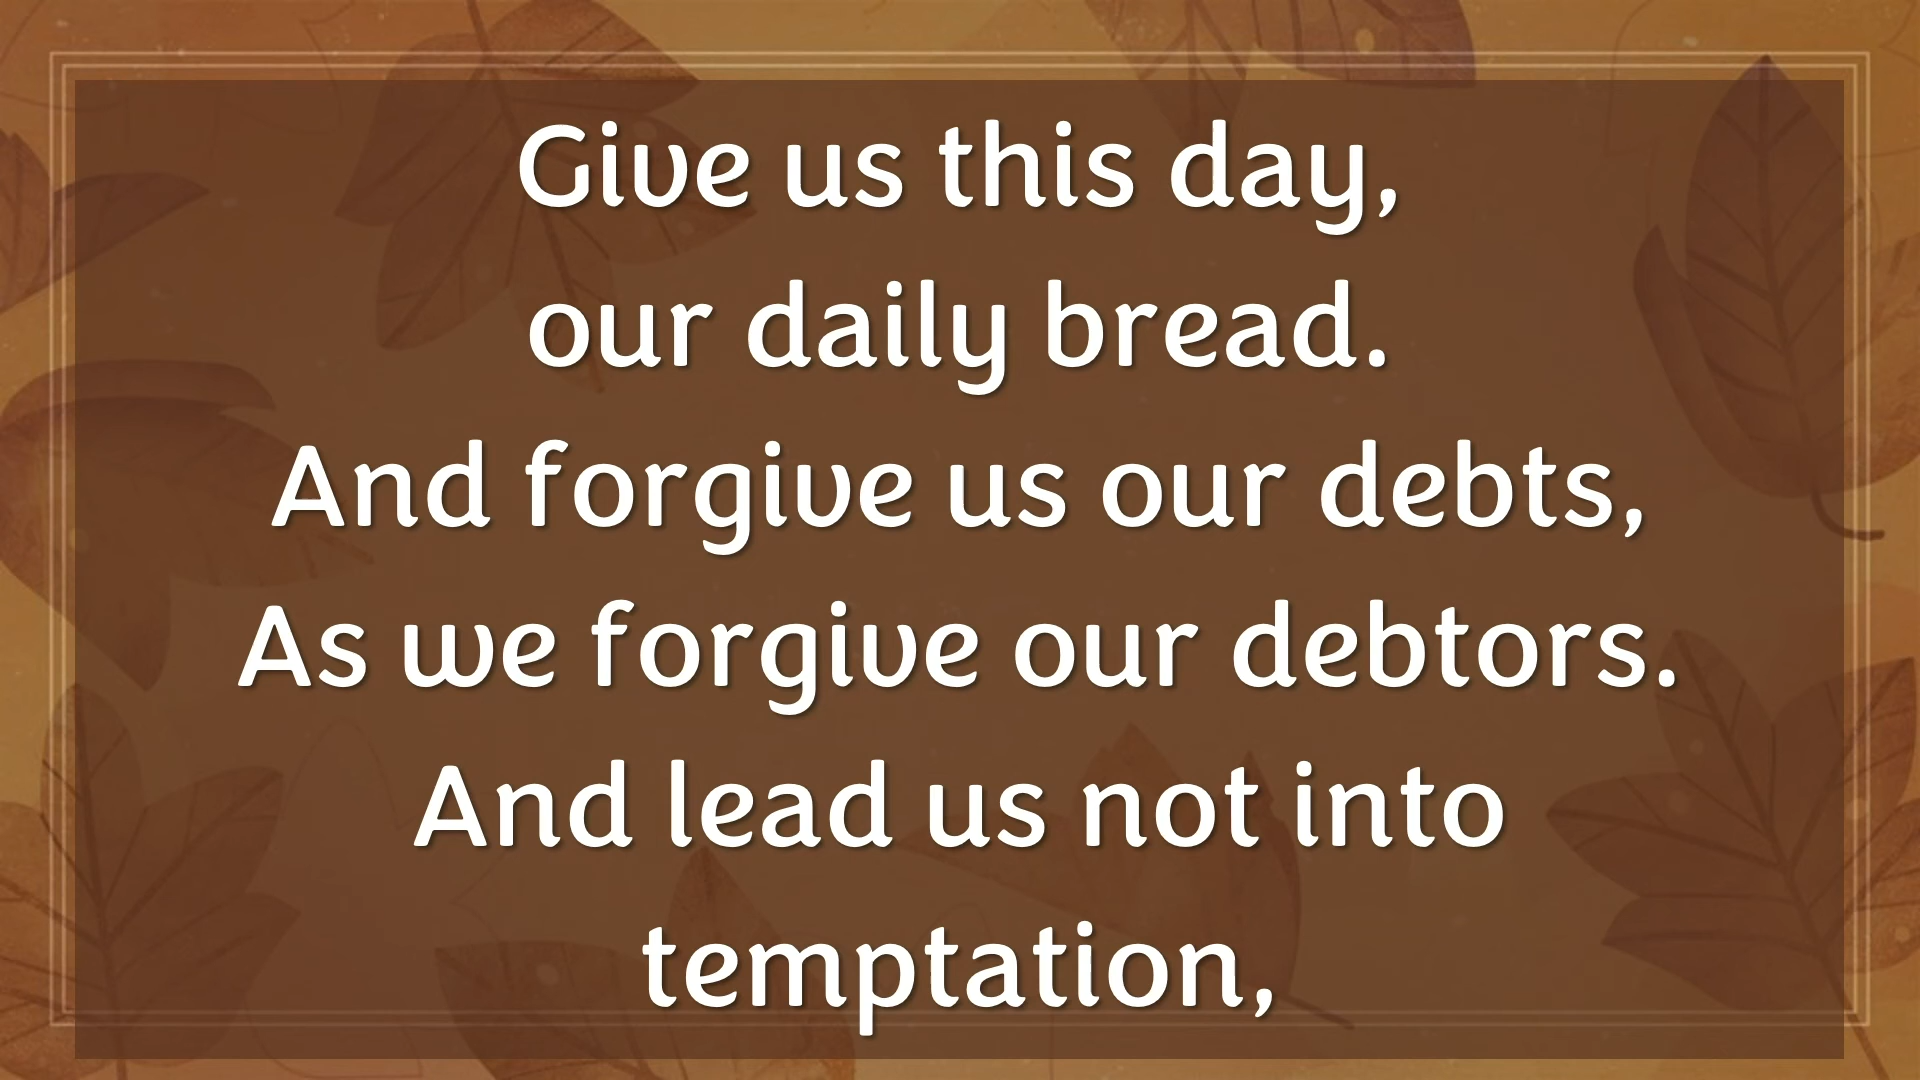 Give us this day,
our daily bread.
And forgive us our debts,
As we forgive our debtors.
And lead us not into
temptation,